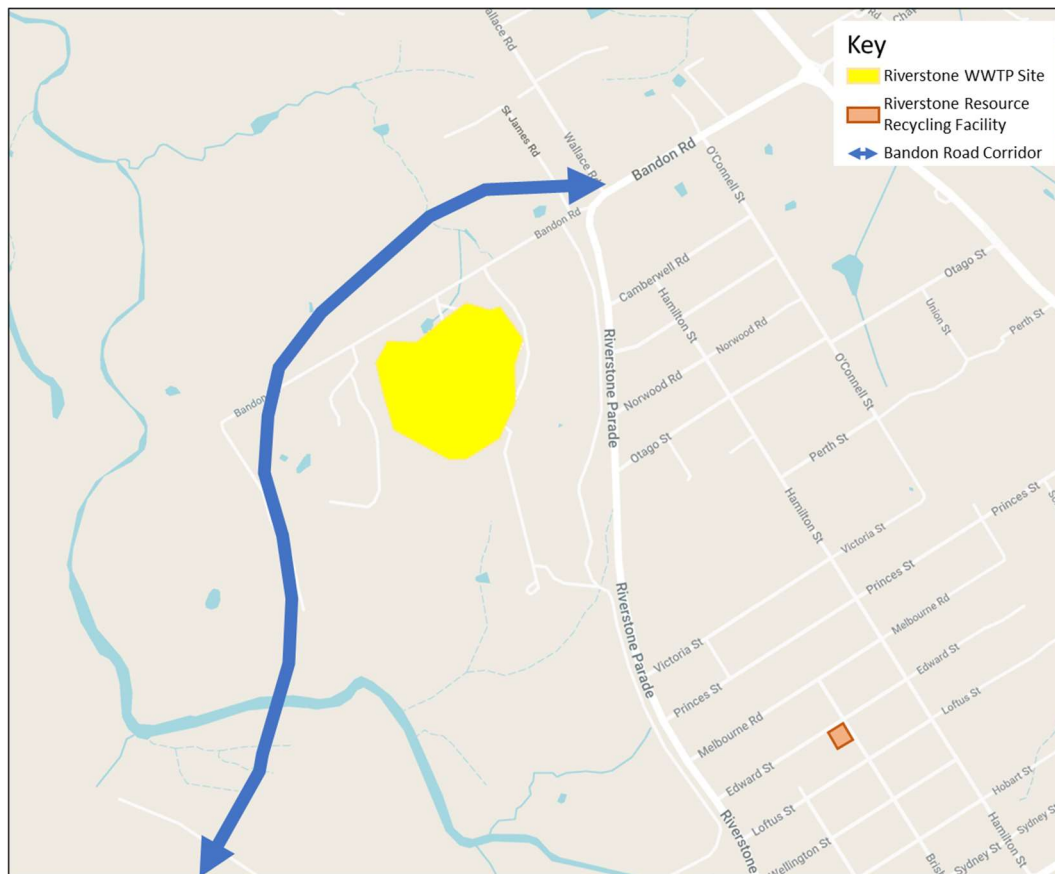 Key
Riverstone WWTP Site
Riverstone Resource
Recycling Facility
Bandon Road Corridor
Wallace Rd
St James Rd
Wallace Rd
Bandon Rd
O'Connell St
Bandon Rd
Camberwell Rd
Otago St
Hamilton St
Norwood Rd
Union St
Perth St
Riverstone Parade
Norwood Rd
O'Connell St
Bandon
Otago St
Perth St
Hamilton St
Princes St
Victoria St
Princes St
Melbourne Rd
Riverstone Parade
Victoria St
Edward St
Princes St
Loftus St
Melbourne Rd
Edward St
Hobart St
Riverstone
Loftus St
Hamilton St
Sydney St
Wellington St
Sydney St